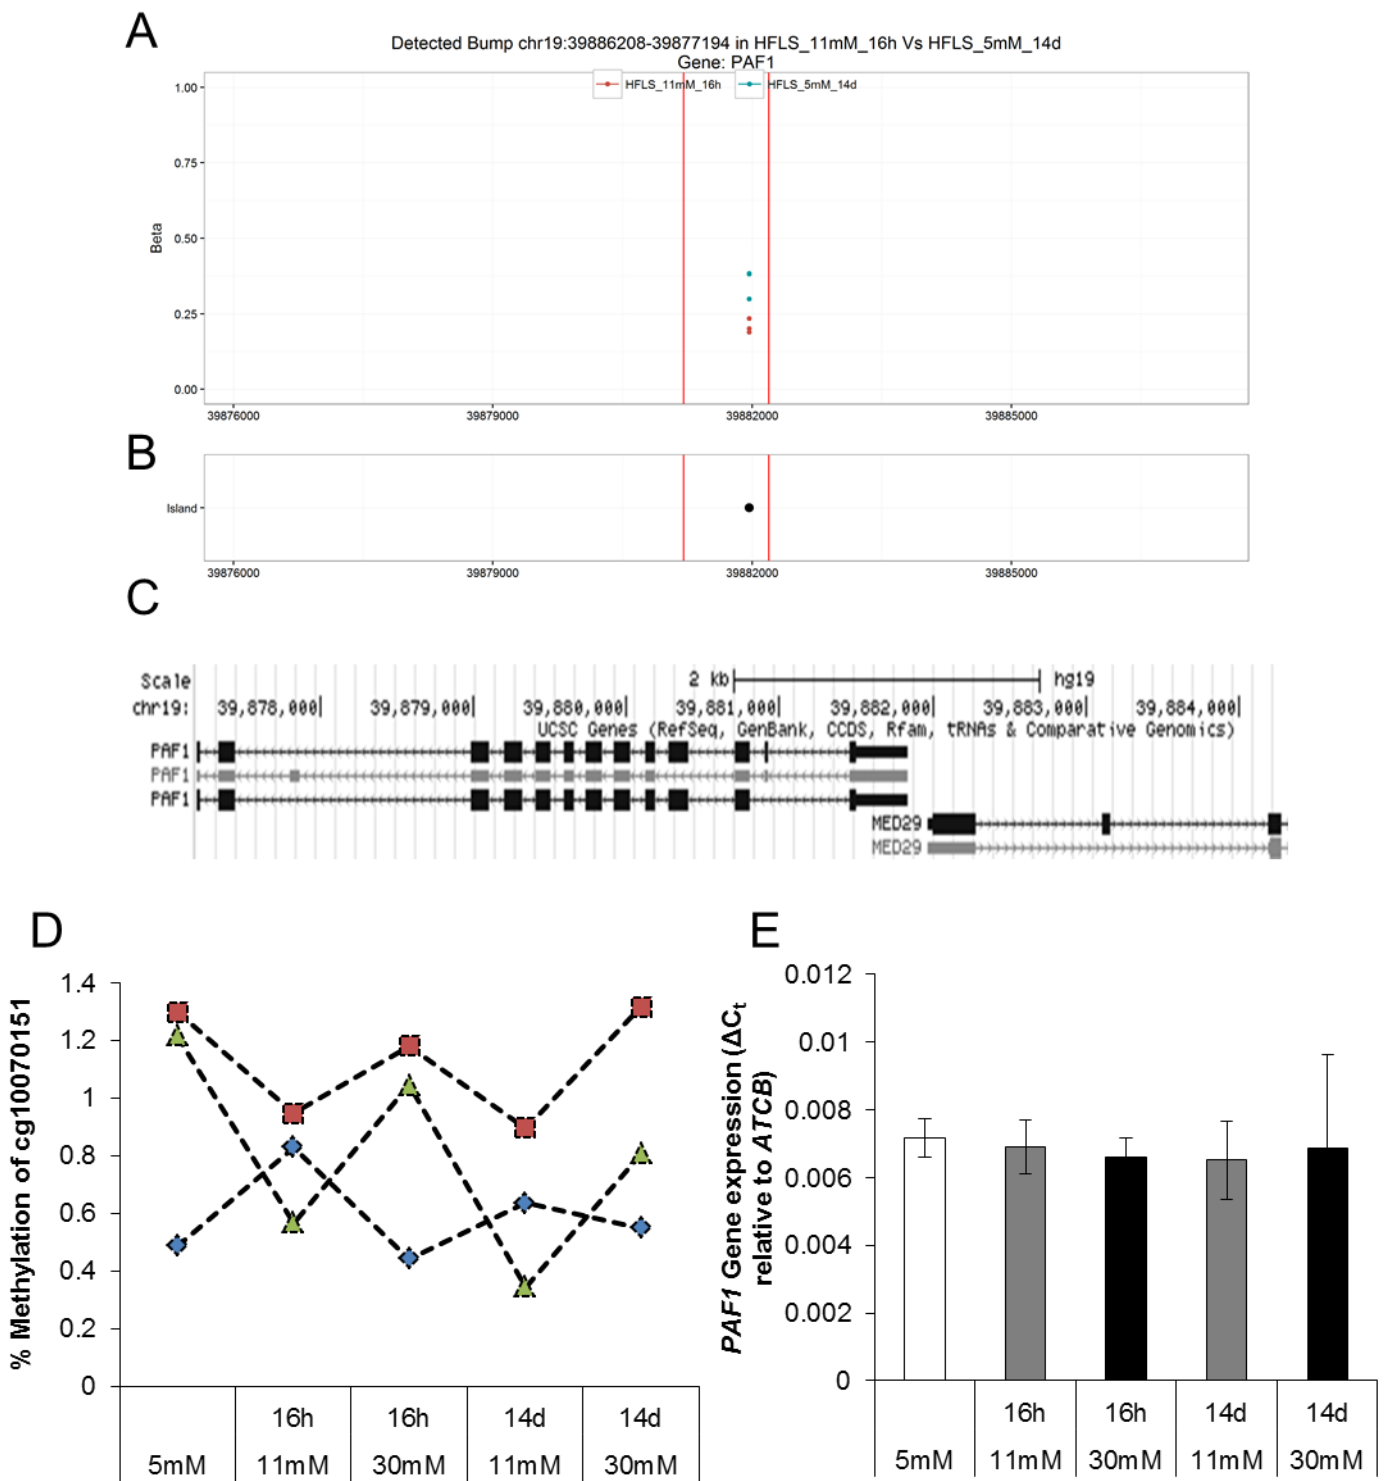 A
Detected Bump chr19:39886208-39877194 in HFLS_11mM_16h Vs HFLS_5mM_14d
Gene: PAF1
HFLS_11mM_16h HFLS_5mM_14d
1.00
0.75
0.50
0.25
0.00
Beta
39876000 39879000 39882000 39885000
B
Island
39876000 39879000 39882000 39885000
C
Scale 2 kb hg19
chr19: 39,878,000| 39,879,000| 39,880,000| 39,881,000| 39,882,000| 39,883,000| 39,884,000|
UCSC Genes (RefSeq, GenBank, CCDS, Rfam, tRNAs & Comparative Genomics)
PAF1
PAF1
PAF1
MED29
MED29
D
% Methylation of cg10070151
1.4
1.2
1
0.8
0.6
0.4
0.2
0
16h 16h 14d 14d
5mM 11mM 30mM 11mM 30mM
E
PAF1 Gene expression (ΔCt
relative to ATCB)
0.012
0.01
0.008
0.006
0.004
0.002
0
16h 16h 14d 14d
5mM 11mM 30mM 11mM 30mM